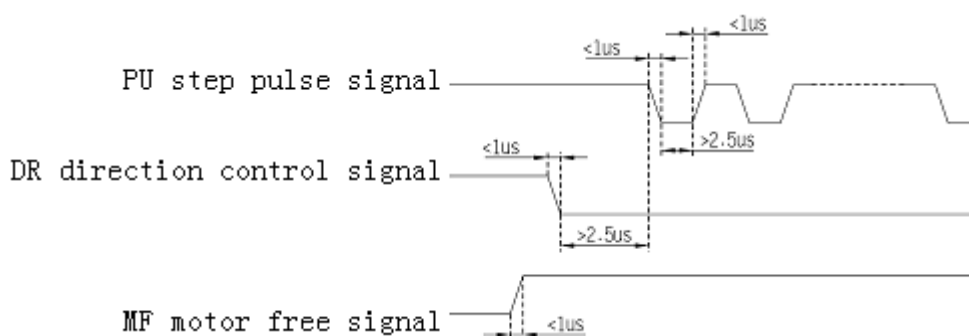 <1us
<1us
PU step pulse signal
>2.5us
<1us
DR direction control signal
>2.5us
MF motor free signal
<1us